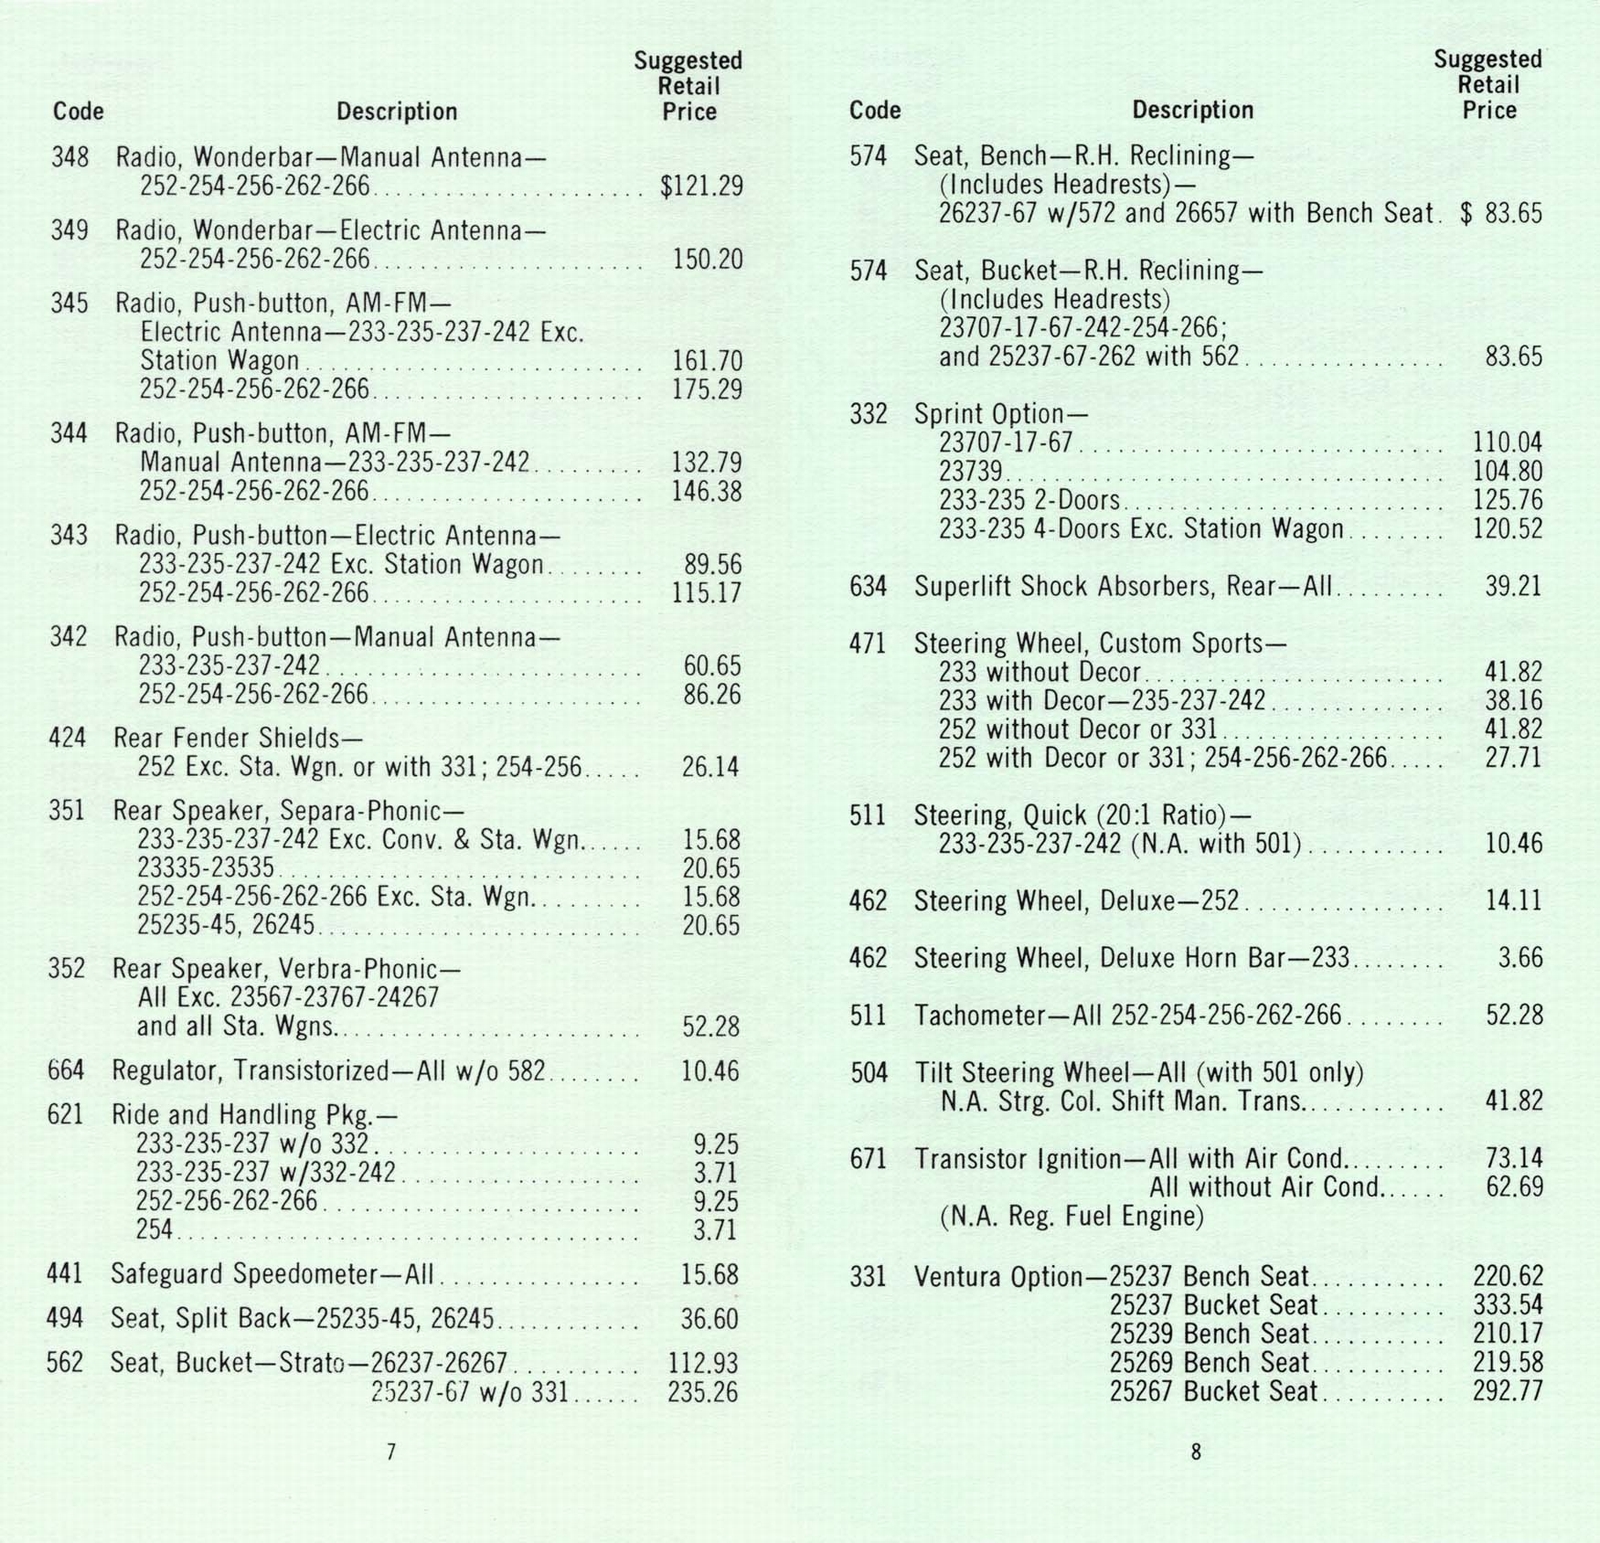 Suggested
Retail
Code Description Price
348 Radio, Wonderbar—Manual Antenna—
252-254-256-262-266 $121.29
349 Radio, Wonderbar—Electric Antenna—
252-254-256-262-266 150.20
345 Radio, Push-button, AM-FM—
Electric Antenna—233-235-237-242 Exc.
Station Wagon 161.70
252-254-256-262-266 175.29
344 Radio, Push-button, AM-FM—
Manual Antenna—233-235-237-242 132.79
252-254-256-262-266 146.38
343 Radio, Push-button—Electric Antenna—
233-235-237-242 Exc. Station Wagon 89.56
252-254-256-262-266 115.17
342 Radio, Push-button—Manual Antenna—
233-235-237-242 60.65
252-254-256-262-266 86.26
424 Rear Fender Shields—
252 Exc. Sta. Wgn. or with 331; 254-256 26.14
351 Rear Speaker, Separa-Phonic—
233-235-237-242 Exc. Conv. & Sta. Wgn. 15.68
23335-23535 20.65
252-254-256-262-266 Exc. Sta. Wgn. 15.68
25235-45, 26245 20.65
352 Rear Speaker, Verbra-Phonic—
All Exc. 23567-23767-24267
and all Sta. Wgns. 52.28
664 Regulator, Transistorized—All w/o 582 10.46
621 Ride and Handling Pkg.—
233-235-237 w/o 332 9.25
233-235-237 w/332-242 3.71
252-256-262-266 9.25
254 3.71
441 Safeguard Speedometer—All 15.68
494 Seat, Split Back—25235-45, 26245 36.60
562 Seat, Bucket—Strato—26237-26267 112.93
25237-67 w/o 331 235.26
7
Suggested
Retail
Code Description Price
574 Seat, Bench—R.H. Reclining—
(Includes Headrests)—
26237-67 w/572 and 26657 with Bench Seat. $ 83.65
574 Seat, Bucket—R.H. Reclining—
(Includes Headrests)
23707-17-67-242-254-266;
and 25237-67-262 with 562 83.65
332 Sprint Option—
23707-17-67 110.04
23739 104.80
233-235 2-Doors 125.76
233-235 4-Doors Exc. Station Wagon 120.52
634 Superlift Shock Absorbers, Rear—All 39.21
471 Steering Wheel, Custom Sports—
233 without Decor 41.82
233 with Decor—235-237-242 38.16
252 without Decor or 331 41.82
252 with Decor or 331; 254-256-262-266 27.71
511 Steering, Quick (20:1 Ratio)—
233-235-237-242 (N.A. with 501) 10.46
462 Steering Wheel, Deluxe—252 14.11
462 Steering Wheel, Deluxe Horn Bar—233 3.66
511 Tachometer—All 252-254-256-262-266 52.28
504 Tilt Steering Wheel—All (with 501 only)
N.A. Strg. Col. Shift Man. Trans. 41.82
671 Transistor Ignition—All with Air Cond. 73.14
All without Air Cond. 62.69
(N.A. Reg. Fuel Engine)
331 Ventura Option—25237 Bench Seat 220.62
25237 Bucket Seat 333.54
25239 Bench Seat 210.17
25269 Bench Seat 219.58
25267 Bucket Seat 292.77
8